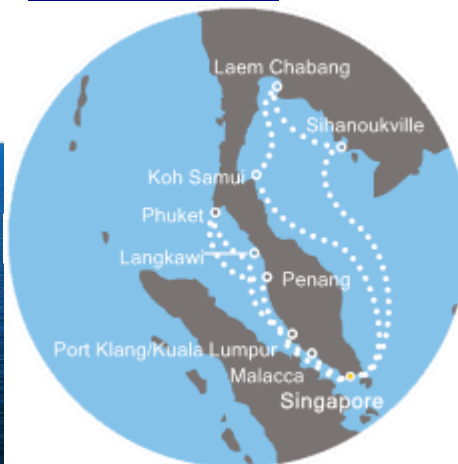 Laem Chabang
Sihanoukville
Koh Samui
Phuket
Langkawi
Penang
Port Klang/Kuala Lumpur
Malacca
Singapore